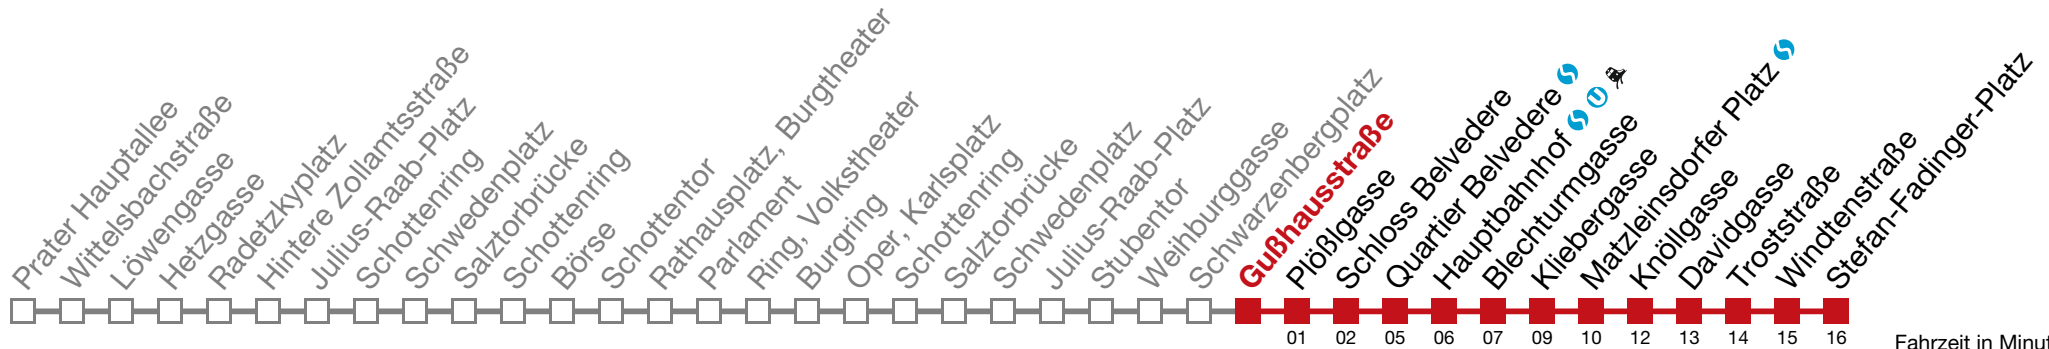 Prater Hauptallee
Wittelsbachstraße
Löwengasse
Hetzgasse
Radetzkyplatz
Hintere Zollamtsstraße
Julius-Raab-Platz
Schottenring
Schwedenplatz
Salztorbrücke
Schottenring
Börse
Schottentor
Rathausplatz, Burgtheater
Parlament
Ring, Volkstheater
Burgring
Oper, Karlsplatz
Schottenring
Salztorbrücke
Schwedenplatz
Julius-Raab-Platz
Stubentor
Weihburggasse
Schwarzenbergplatz
Gußhausstraße
Plößlgasse
Schloss Belvedere
Quartier Belvedere
Hauptbahnhof
Blechturmgasse
Kliebergasse
Matzleinsdorfer Platz
Knöllgasse
Davidgasse
Troststraße
Windtenstraße
Stefan-Fadinger-Platz
01 02 05 06 07 09 10 12 13 14 15 16
Fahrzeit in Minut